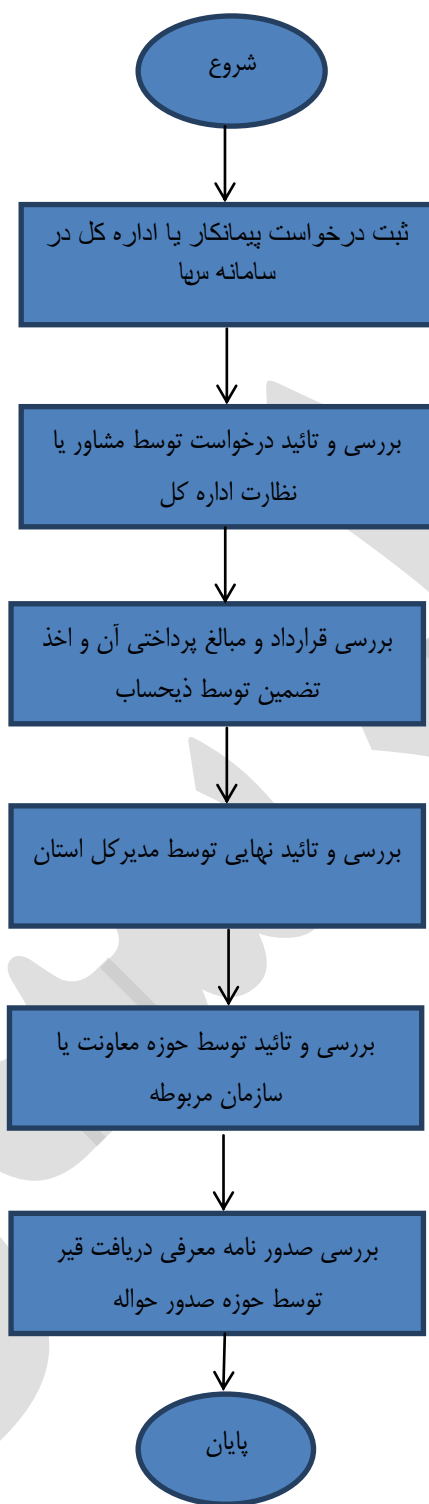 شروع
ثبت درخواست پیمانکار یا اداره کل در
سامانه سها
بررسی و تائید درخواست توسط مشاور یا
نظارت اداره کل
بررسی قرارداد و مبالغ پرداختی آن و اخذ
تضمین توسط ذیحساب
بررسی و تائید نهایی توسط مدیرکل استان
بررسی و تائید توسط حوزه معاونت یا
سازمان مربوطه
بررسی صدور نامه معرفی دریافت قیر
توسط حوزه صدور حواله
پایان